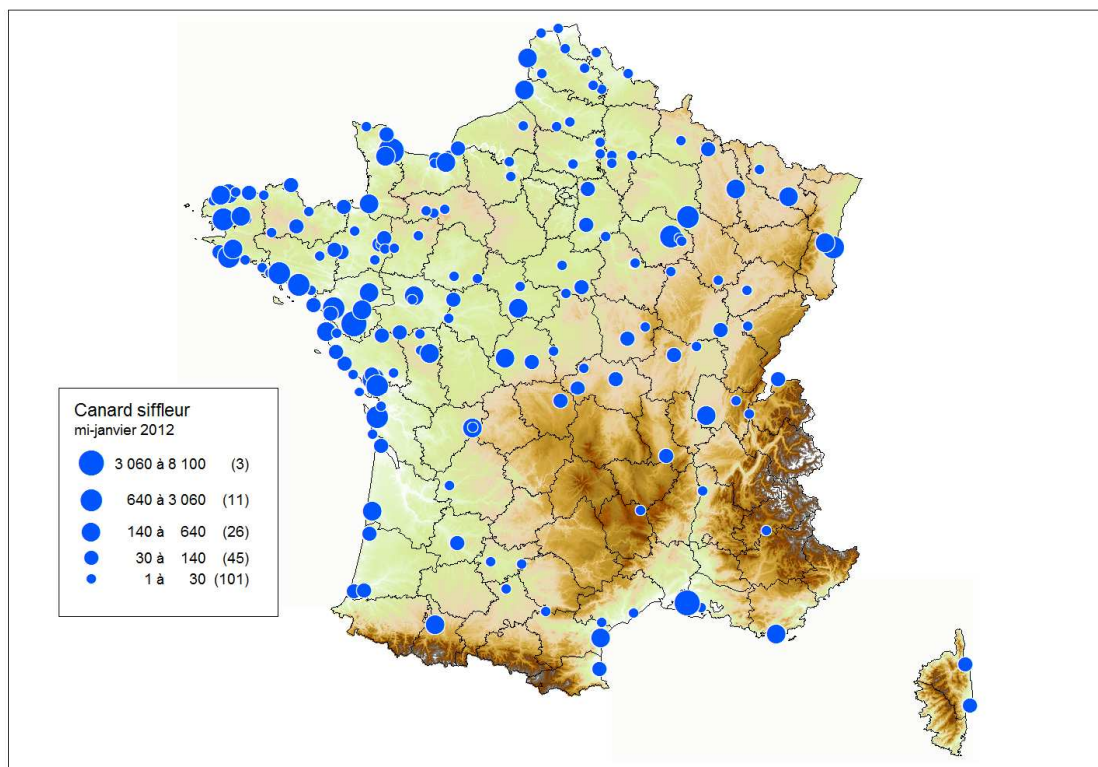 Canard siffleur
mi-janvier 2012
3 060 à 8 100 (3)
640 à 3 060 (11)
140 à 640 (26)
30 à 140 (45)
1 à 30 (101)